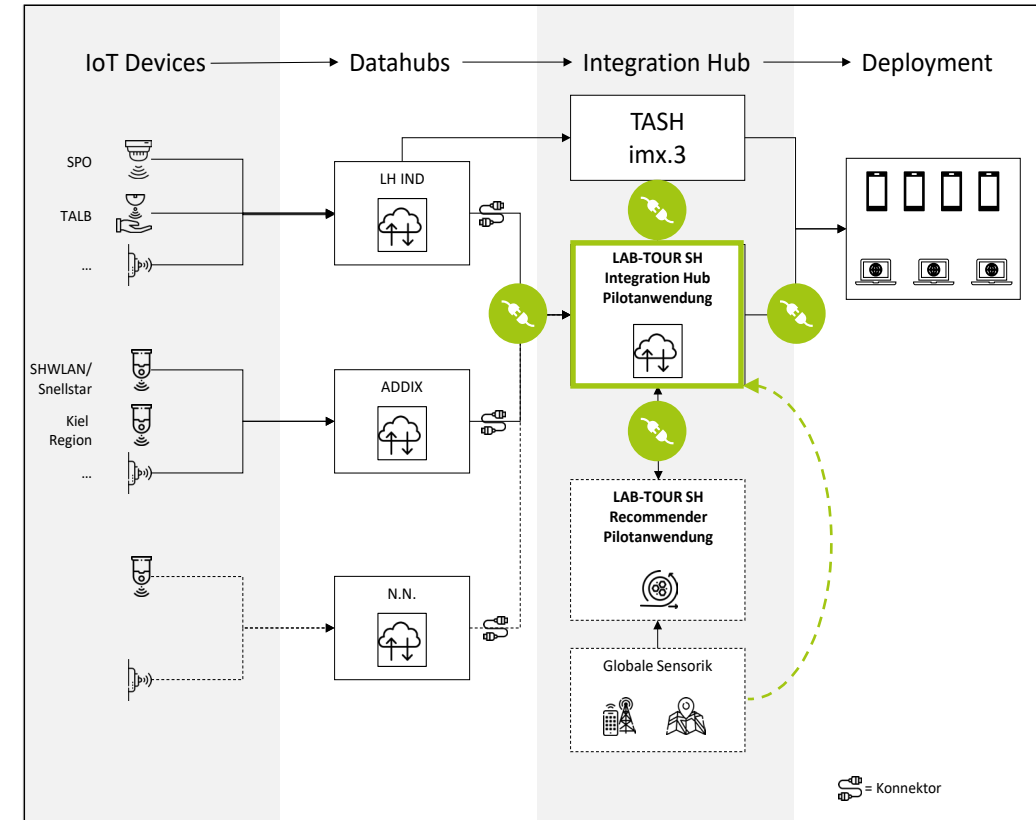 IoT Devices
Datahubs
Integration Hub
Deployment
SPO
TALB
...
LH IND
TASH
imx.3
LAB-TOUR SH
Integration Hub
Pilotanwendung
SHWLAN/
Snellstar
Kiel
Region
...
ADDIX
LAB-TOUR SH
Recommender
Pilotanwendung
N.N.
Globale Sensorik
= Konnektor